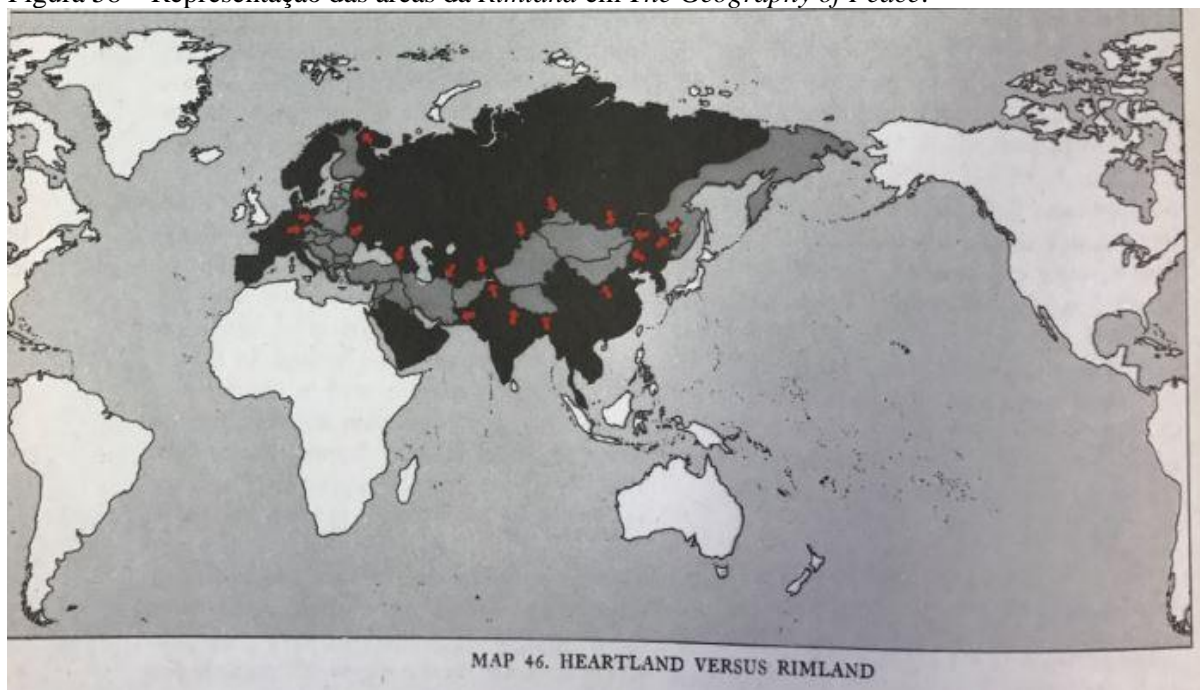 Figura 38 – Representação das áreas da Rimland em The Geography of Peace.
MAP 46. HEARTLAND VERSUS RIMLAND